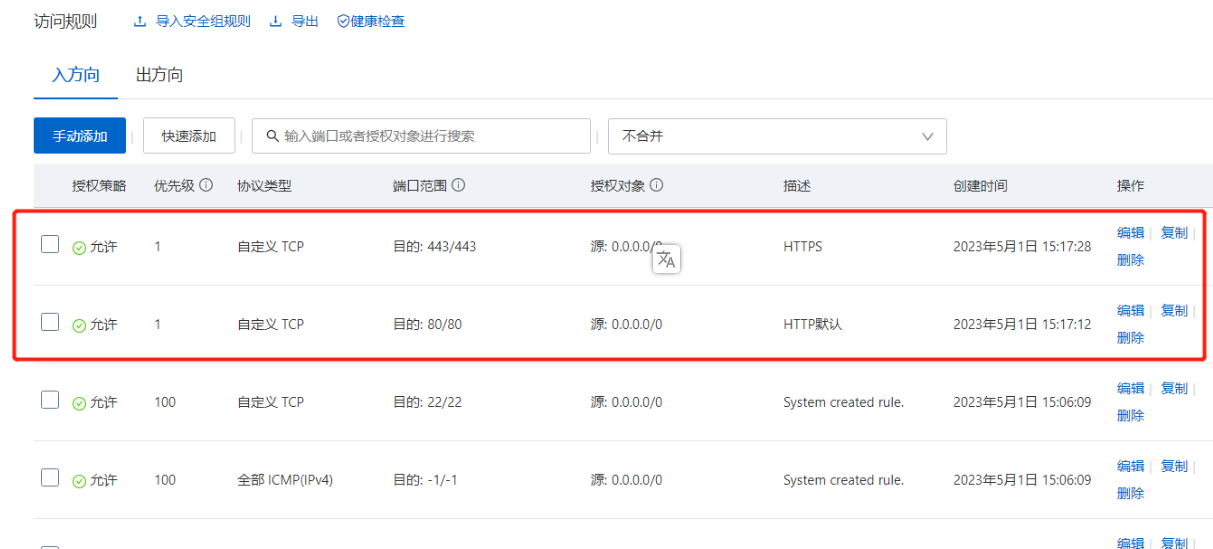 访问规则 导入安全组规则 导出 健康检查
入方向 出方向
手动添加 快速添加 输入端口或者授权对象进行搜索 不合并
授权策略 优先级 协议类型 端口范围 授权对象 描述 创建时间 操作
允许 1 自定义 TCP 目的: 443/443 源: 0.0.0.0/0 HTTPS 2023年5月1日 15:17:28 编辑 | 复制 |
删除
允许 1 自定义 TCP 目的: 80/80 源: 0.0.0.0/0 HTTP默认 2023年5月1日 15:17:12 编辑 | 复制 |
删除
允许 100 自定义 TCP 目的: 22/22 源: 0.0.0.0/0 System created rule. 2023年5月1日 15:06:09 编辑 | 复制 |
删除
允许 100 全部 ICMP(IPv4) 目的: -1/-1 源: 0.0.0.0/0 System created rule. 2023年5月1日 15:06:09 编辑 | 复制 |
删除
编辑 | 复制 |